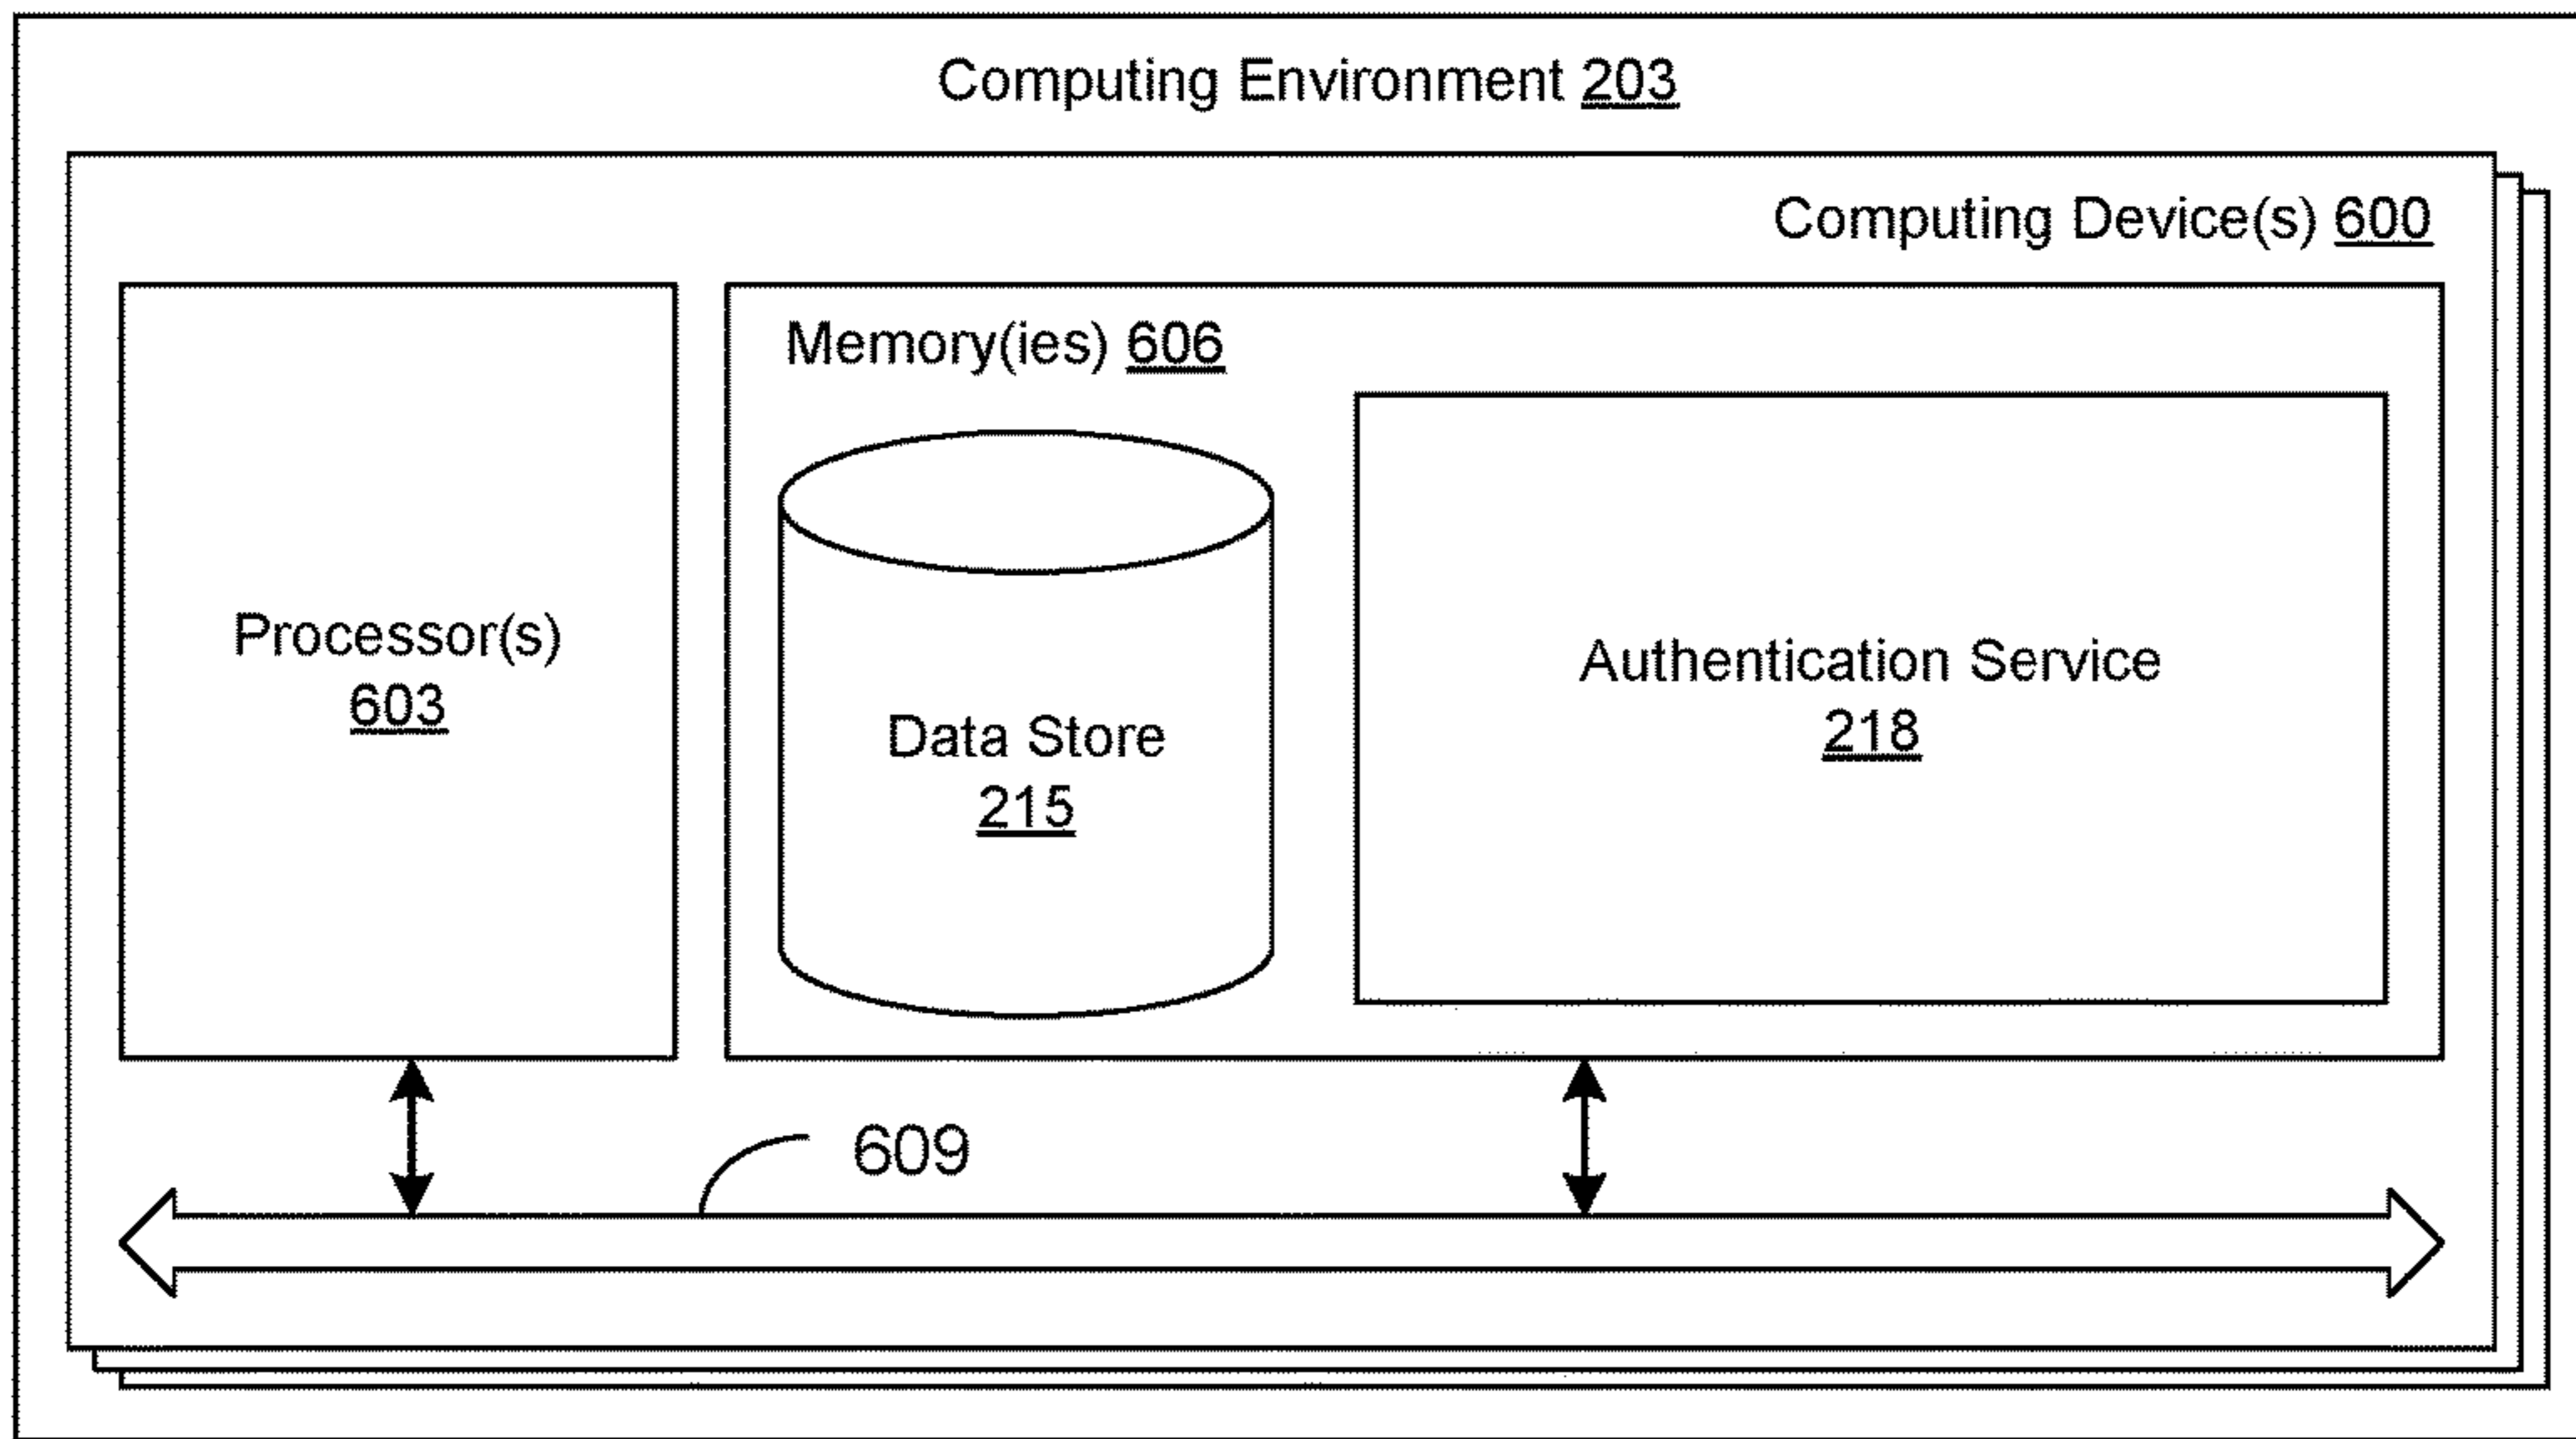 Computing Environment 203
Computing Device(s) 600
Memory(ies) 606
Processor(s)
603
Data Store
215
Authentication Service
218
609